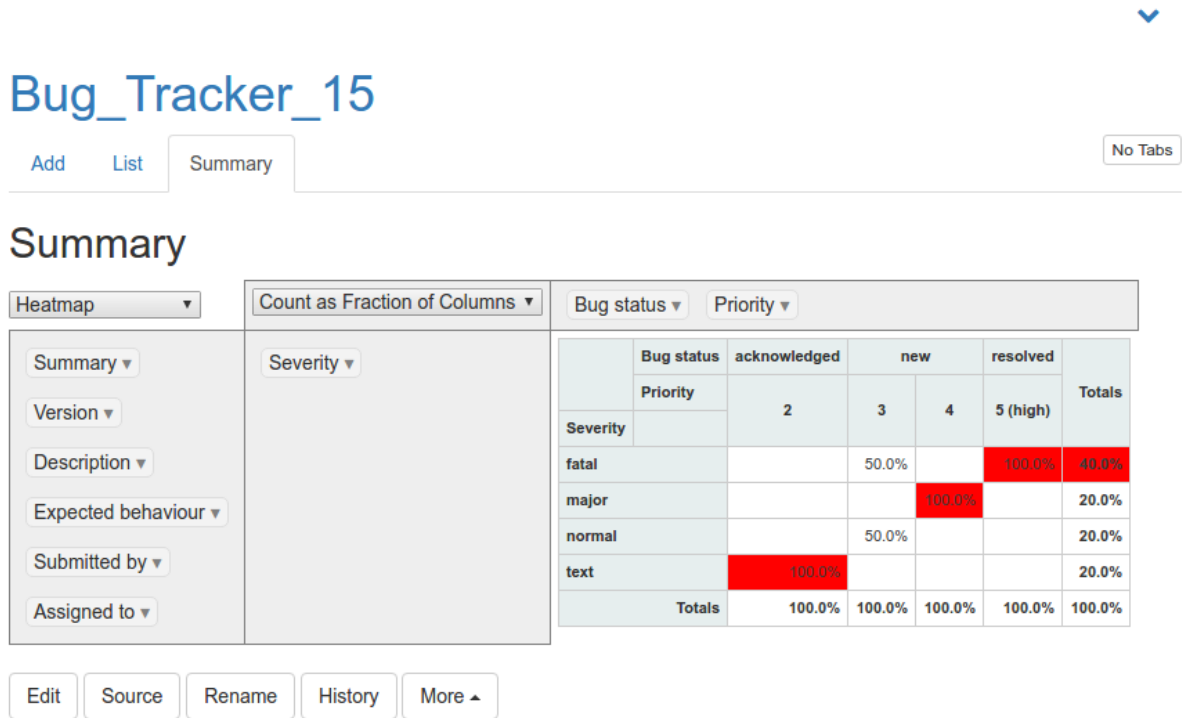 Bug_Tracker_15
Add List Summary No Tabs
Summary
Heatmap Count as Fraction of Columns Bug status Priority
Summary
Version
Description
Expected behaviour
Submitted by
Assigned to
Severity
Bug status acknowledged new resolved Totals
Priority 2 3 4 5 (high)
Severity
fatal 50.0% 100.0% 40.0%
major 100.0% 20.0%
normal 50.0% 20.0%
text 100.0% 20.0%
Totals 100.0% 100.0% 100.0% 100.0% 100.0%
Edit Source Rename History More